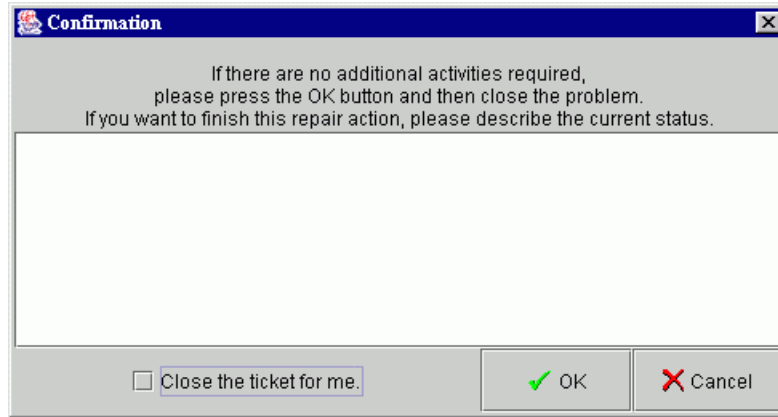 Confirmation
If there are no additional activities required,
please press the OK button and then close the problem.
If you want to finish this repair action, please describe the current status.
Close the ticket for me.
OK
Cancel